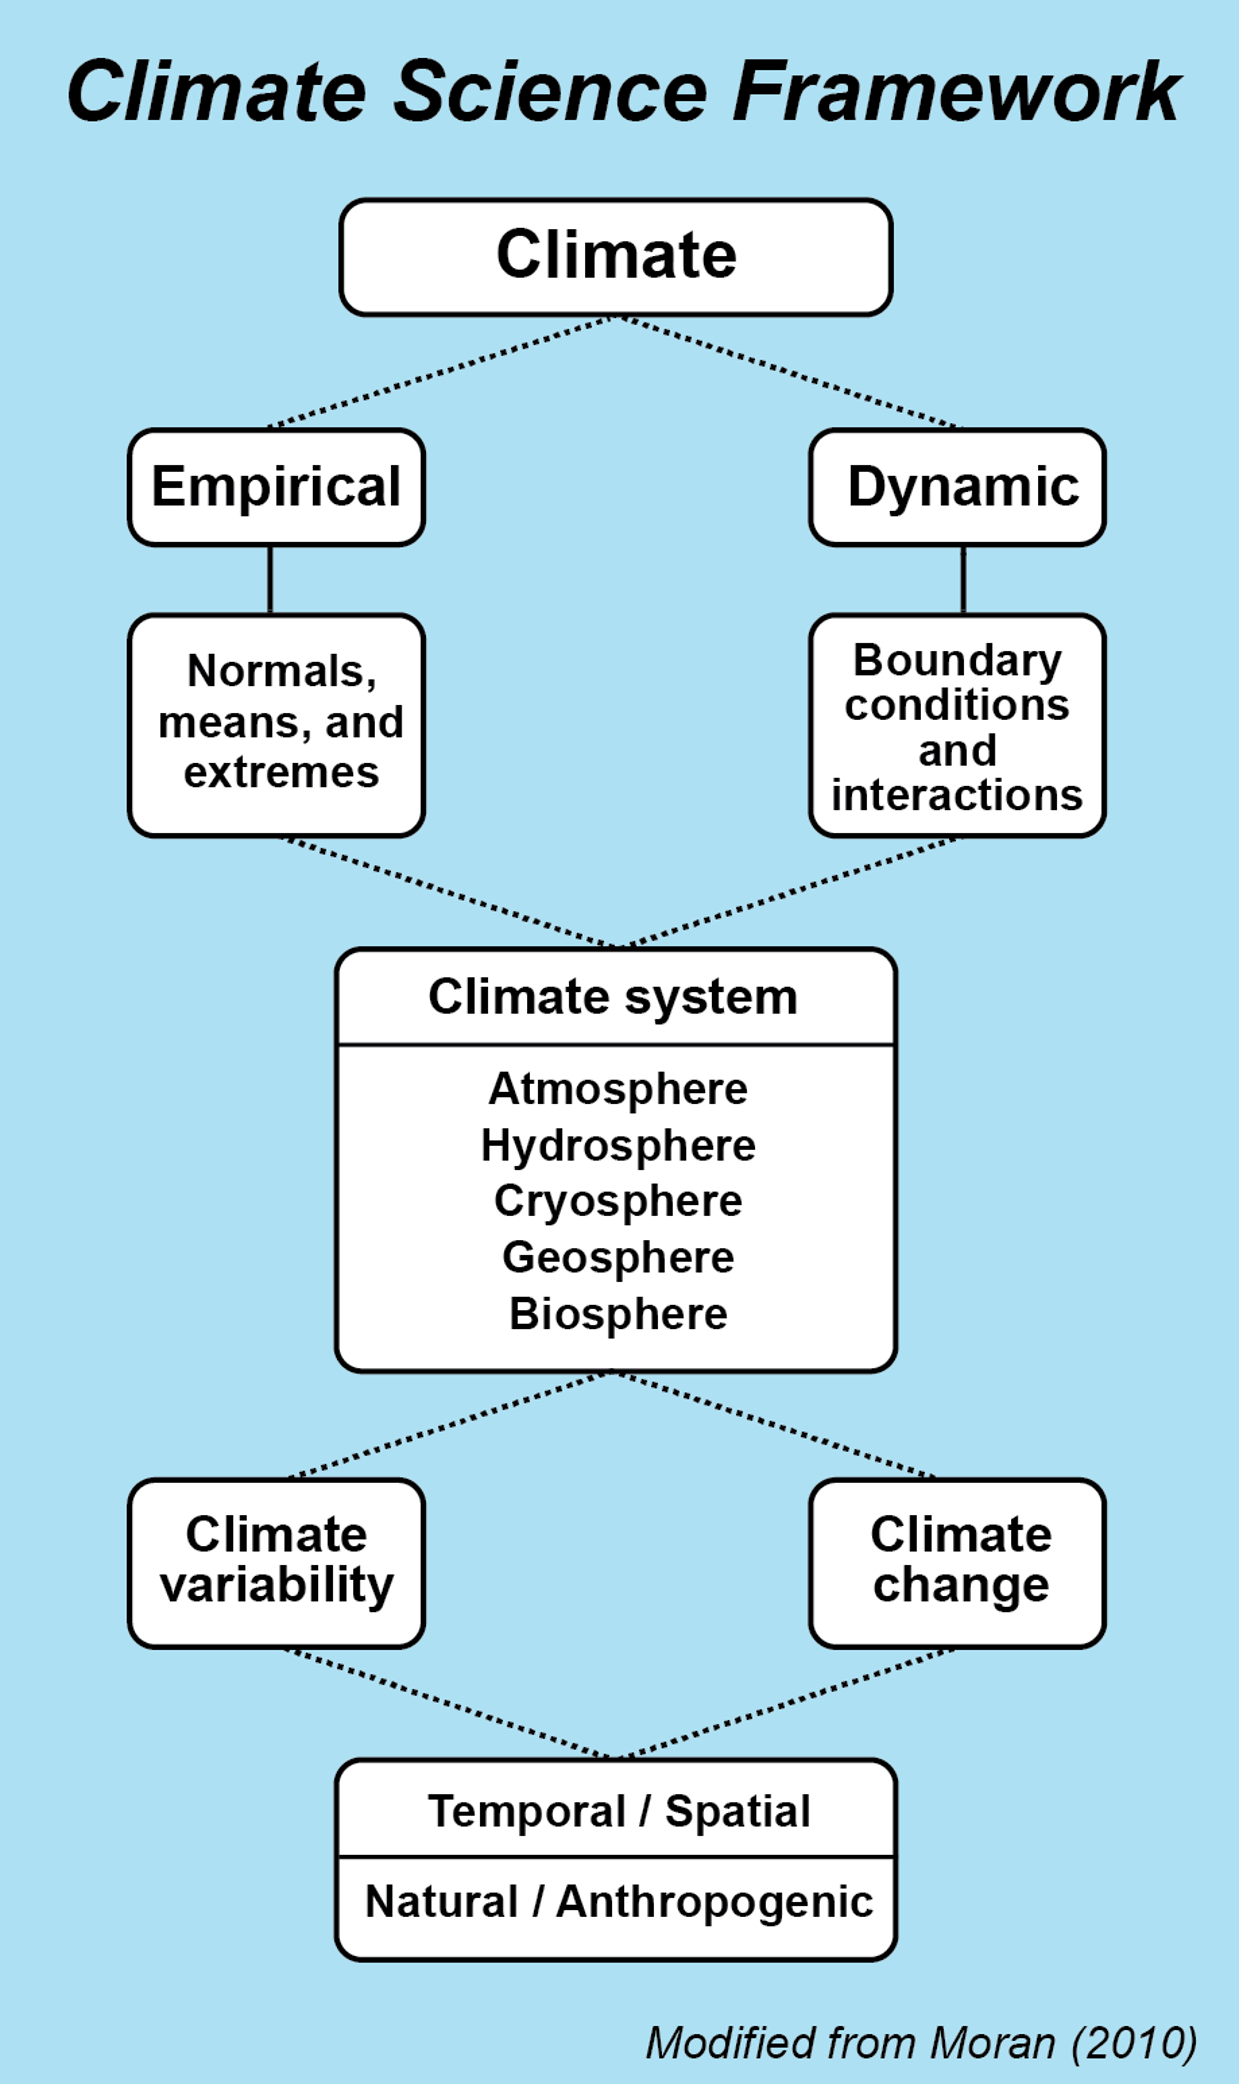 Climate Science Framework
Climate
Empirical
Dynamic
Normals,
means, and
extremes
Boundary
conditions
and
interactions
Climate system
Atmosphere
Hydrosphere
Cryosphere
Geosphere
Biosphere
Climate
variability
Climate
change
Temporal / Spatial
Natural / Anthropogenic
Modified from Moran (2010)